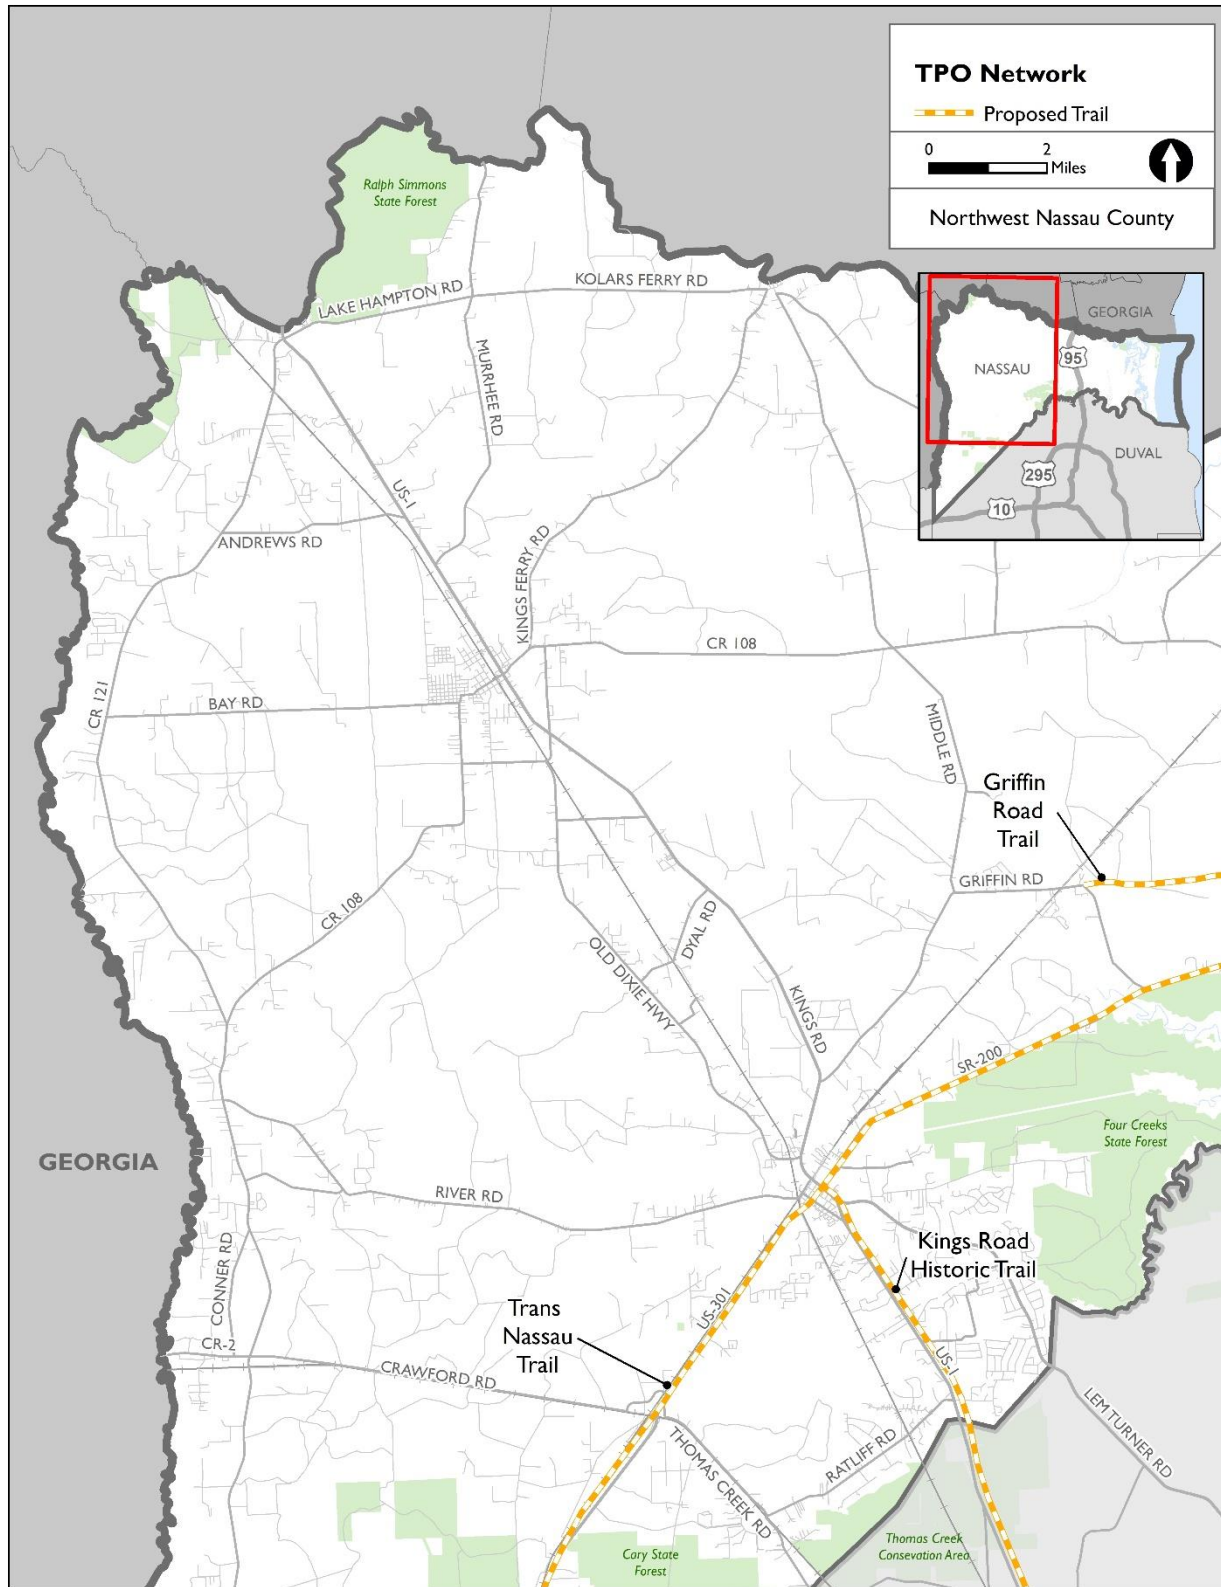 TPO Network
Proposed Trail
0 2
Miles
Northwest Nassau County
GEORGIA
95
NASSAU
DUVAL
295
10
Ralph Simmons
State Forest
LAKE HAMPTON RD
KOLARS FERRY RD
MURRHEE RD
US-1
ANDREWS RD
KINGS FERRY RD
CR 108
CR 121
BAY RD
MIDDLE RD
Griffin
Road
Trail
GRIFFIN RD
CR 108
DYAL RD
OLD DIXIE HWY
KINGS RD
SR-200
Four Creeks
State Forest
GEORGIA
RIVER RD
CONNER RD
Kings Road
Historic Trail
Trans
Nassau
Trail
US-301
CR-2
CRAWFORD RD
US-1
LEM TURNER RD
THOMAS CREEK RD
RATLIFF RD
Cary State
Forest
Thomas Creek
Consevation Area